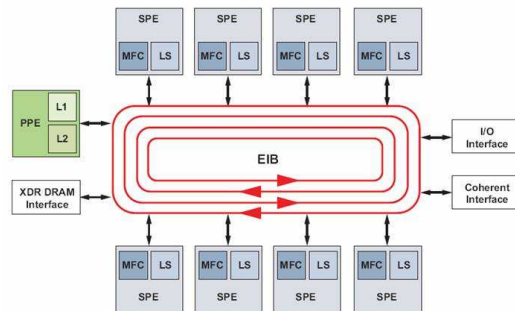 SPE SPE SPE SPE
MFC LS MFC LS MFC LS MFC LS
PPE
L1
L2
EIB
I/O
Interface
XDR DRAM
Interface
Coherent
Interface
MFC LS MFC LS MFC LS MFC LS
SPE SPE SPE SPE